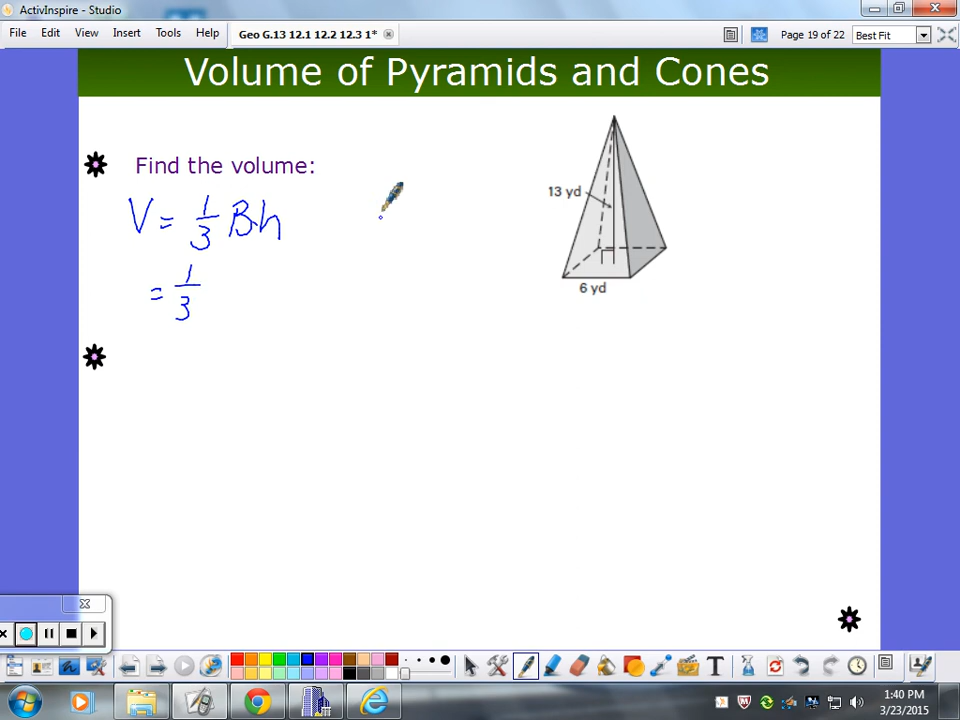 ActivInspire - Studio
File Edit View Insert Tools Help
Geo G.13 12.1 12.2 12.3 1*
Page 19 of 22
Best Fit
Volume of Pyramids and Cones
Find the volume:
V = 1/3 Bh
= 1/3
13 yd
6 yd
T
1:40 PM
3/23/2015